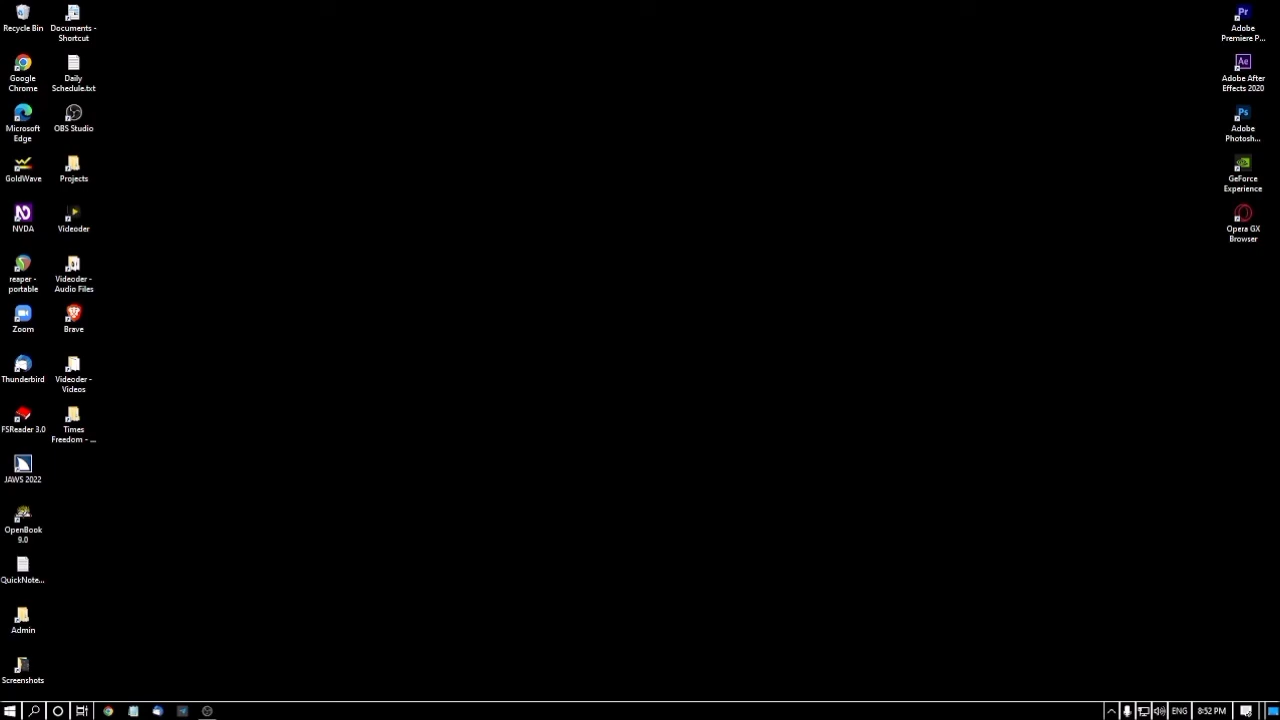 Recycle Bin
Google
Chrome
Microsoft
Edge
GoldWave
NVDA
reaper -
portable
Zoom
Thunderbird
FSReader 3.0
JAWS 2022
OpenBook
9.0
QuickNote...
Admin
Screenshots
Documents -
Shortcut
Daily
Schedule.txt
OBS Studio
Projects
Videoder
Videoder -
Audio Files
Brave
Videoder -
Videos
Times
Freedom - ...
Pr
Adobe
Premiere P...
Ae
Adobe After
Effects 2020
Ps
Adobe
Photosh...
GeForce
Experience
Opera GX
Browser
ENG
8:52 PM